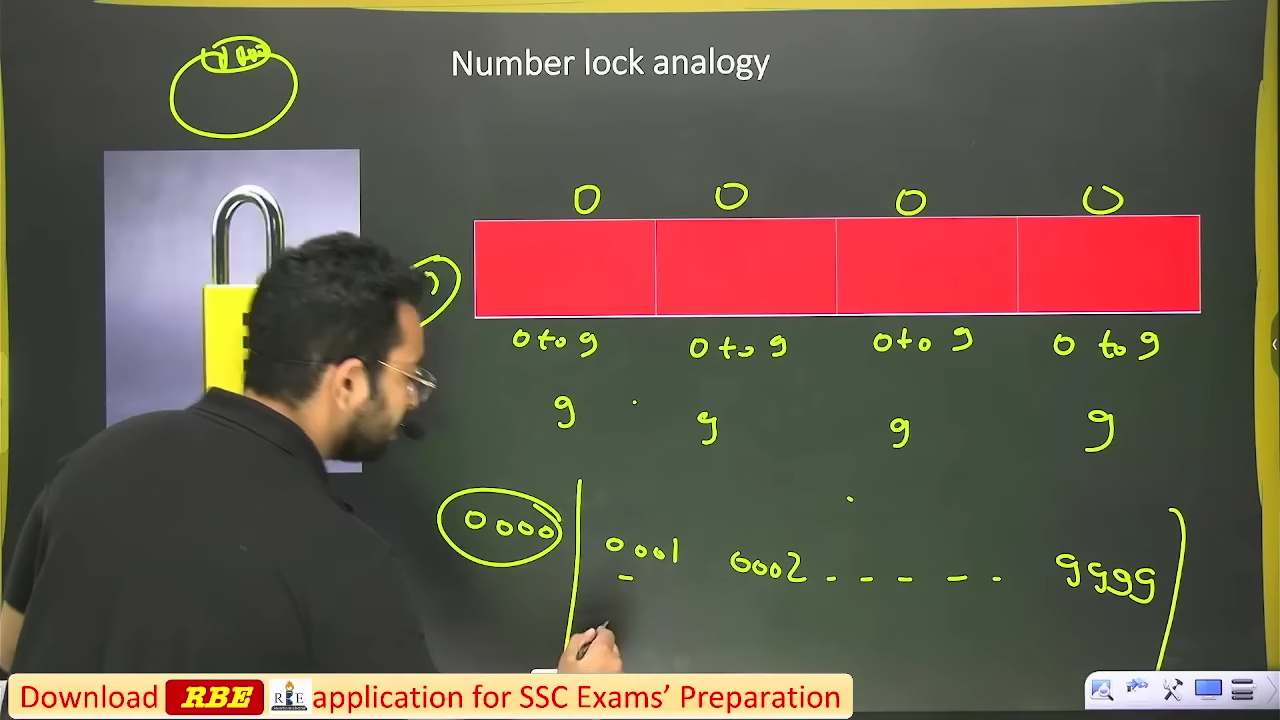 Number lock analogy
0 0 0 0
0 to 9 0 to 9 0 to 9 0 to 9
9 9 9 9
0000 0001 0002 - - - - - 9999
Download RBE RBE application for SSC Exams’ Preparation